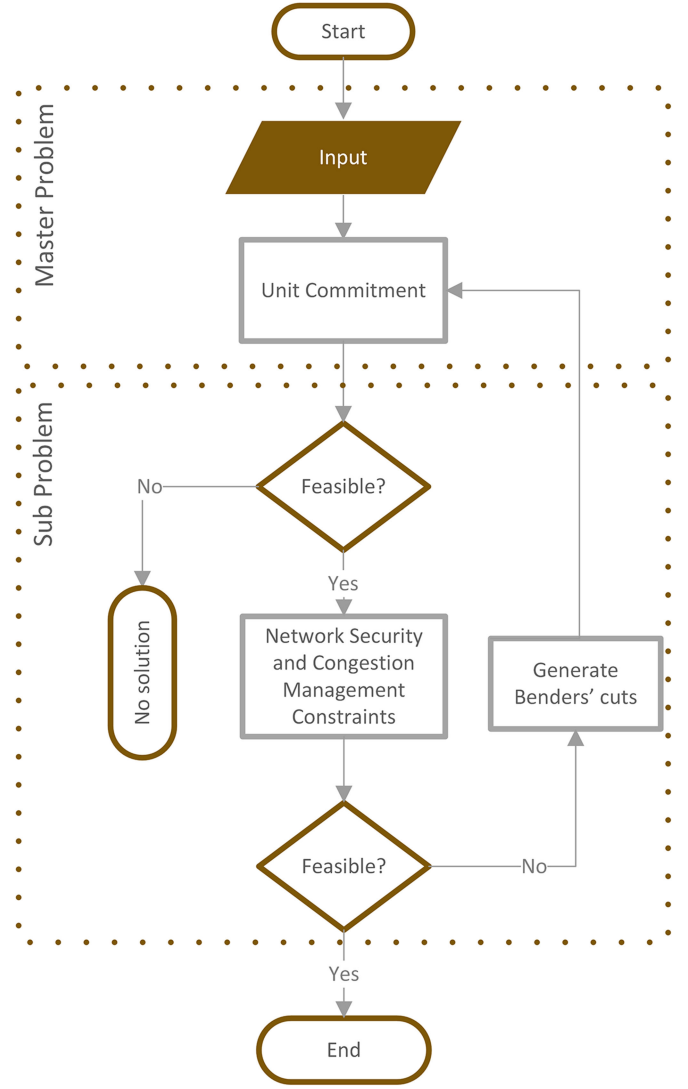 Start
Master Problem
Input
Unit Commitment
Sub Problem
Feasible?
No
Yes
No solution
Network Security
and Congestion
Management
Constraints
Generate
Benders’ cuts
Feasible?
No
Yes
End